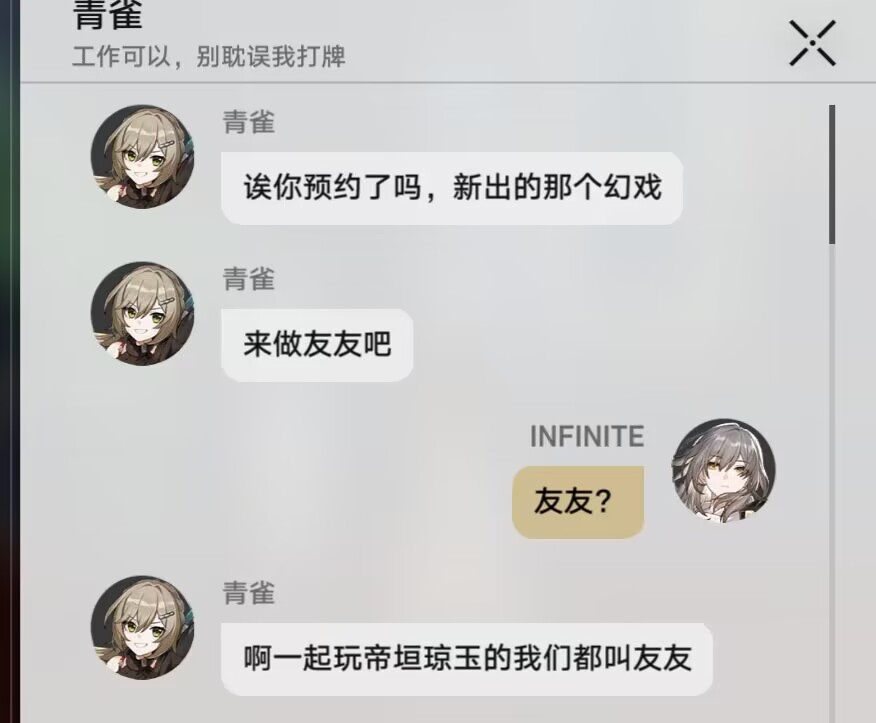 青雀
工作可以，别耽误我打牌
青雀
诶你预约了吗，新出的那个幻戏
青雀
来做友友吧
INFINITE
友友?
青雀
啊一起玩帝垣琼玉的我们都叫友友